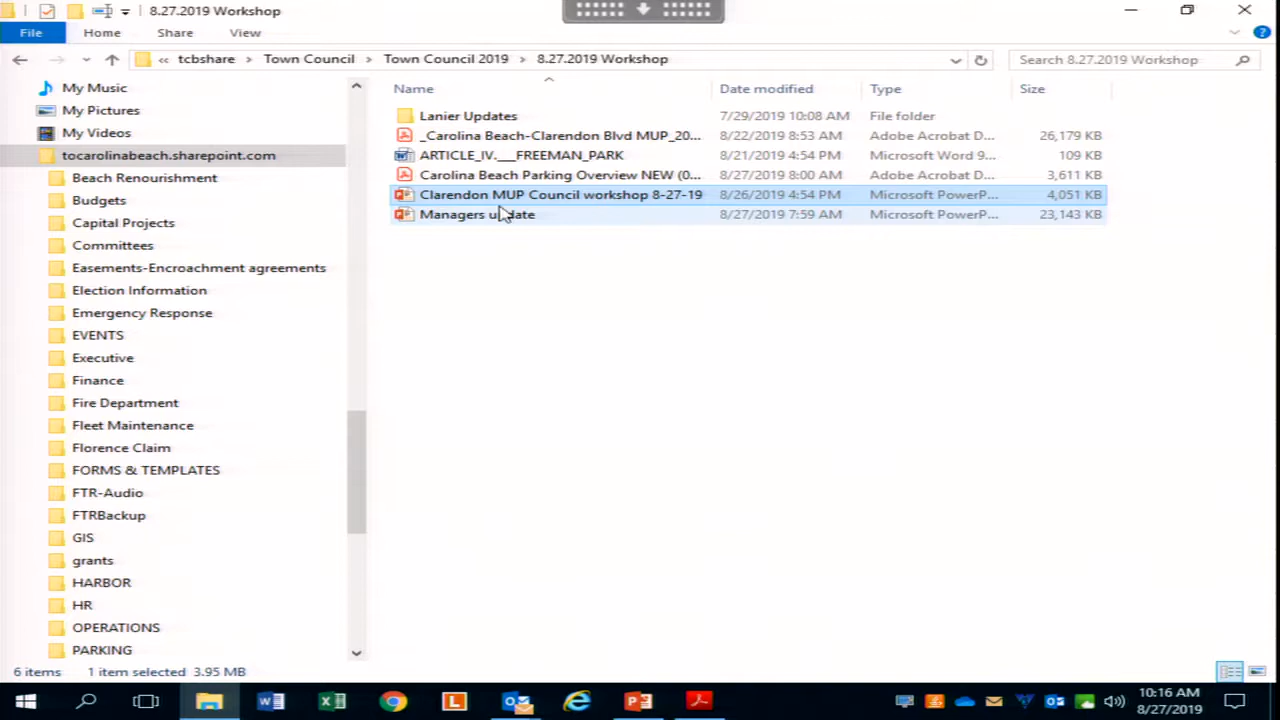 8.27.2019 Workshop
File Home Share View
« tcbshare > Town Council > Town Council 2019 > 8.27.2019 Workshop
Search 8.27.2019 Workshop
Name Date modified Type Size
My Music
My Pictures
My Videos
tocarolinabeach.sharepoint.com
Beach Renourishment
Budgets
Capital Projects
Committees
Easements-Encroachment agreements
Election Information
Emergency Response
EVENTS
Executive
Finance
Fire Department
Fleet Maintenance
Florence Claim
FORMS & TEMPLATES
FTR-Audio
FTRBackup
GIS
grants
HARBOR
HR
OPERATIONS
PARKING
Lanier Updates 7/29/2019 10:08 AM File folder
_Carolina Beach-Clarendon Blvd MUP_20... 8/22/2019 8:53 AM Adobe Acrobat D... 26,179 KB
ARTICLE_IV.___FREEMAN_PARK 8/21/2019 4:54 PM Microsoft Word 9... 109 KB
Carolina Beach Parking Overview NEW (0... 8/27/2019 8:00 AM Adobe Acrobat D... 3,611 KB
Clarendon MUP Council workshop 8-27-19 8/26/2019 4:54 PM Microsoft PowerP... 4,051 KB
Managers update 8/27/2019 7:59 AM Microsoft PowerP... 23,143 KB
6 items 1 item selected 3.95 MB
10:16 AM
8/27/2019